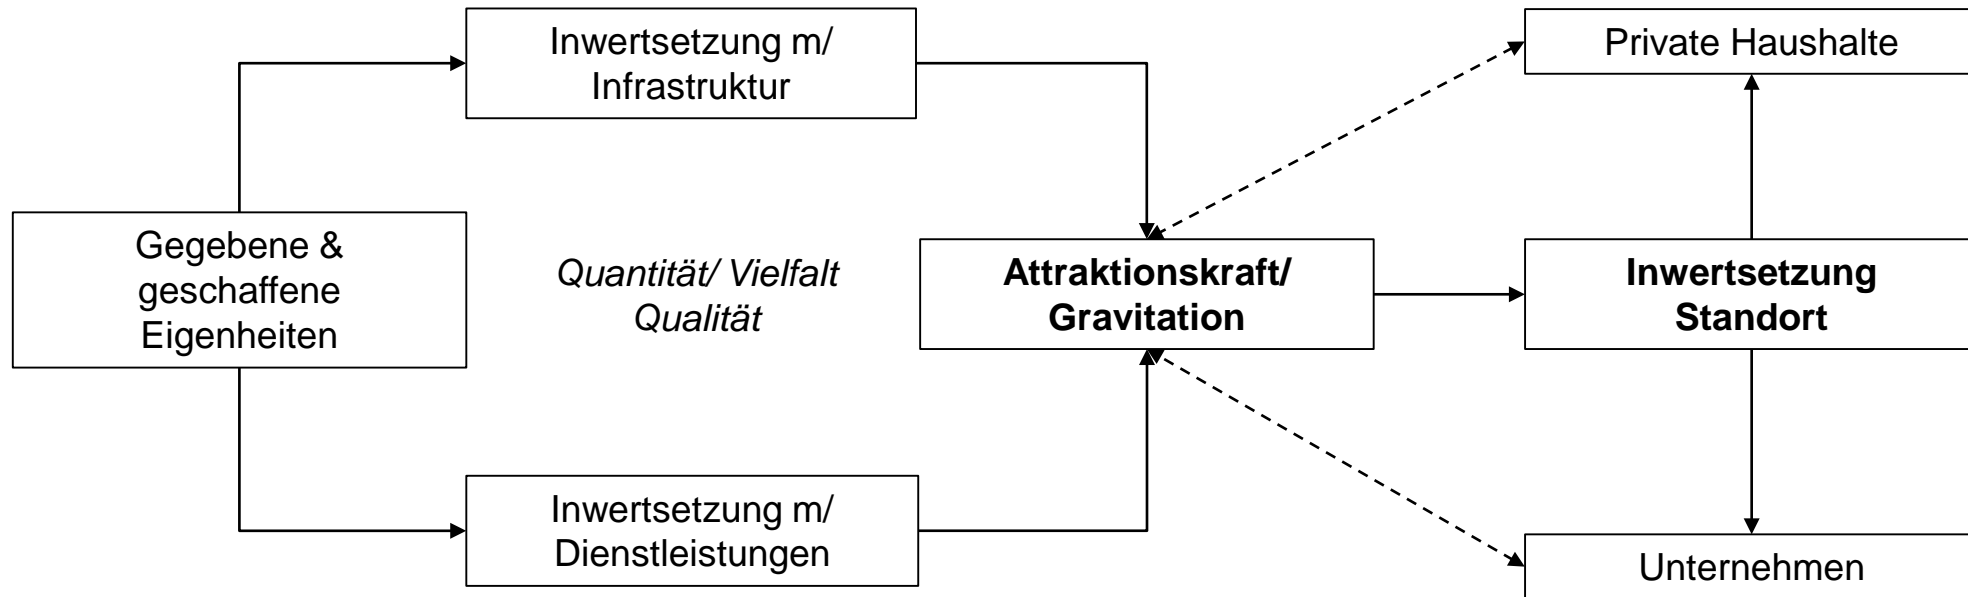 Inwertsetzung m/
Infrastruktur
Private Haushalte
Gegebene &
geschaffene
Eigenheiten
Quantität/ Vielfalt
Qualität
Attraktionskraft/
Gravitation
Inwertsetzung
Standort
Inwertsetzung m/
Dienstleistungen
Unternehmen